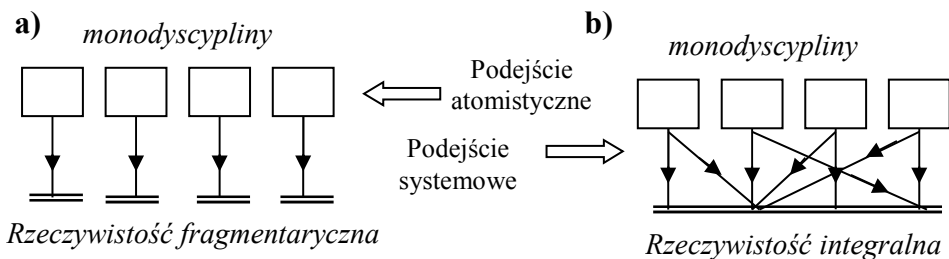 a)
monodyscypliny
Podejście
atomistyczne
Podejście
systemowe
Rzeczywistość fragmentaryczna
b)
monodyscypliny
Rzeczywistość integralna